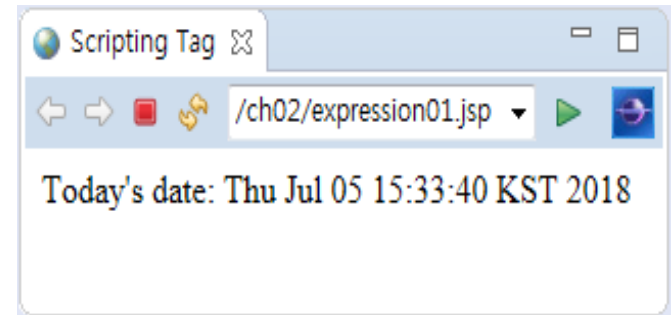 Scripting Tag
/ch02/expression01.jsp
Today's date: Thu Jul 05 15:33:40 KST 2018